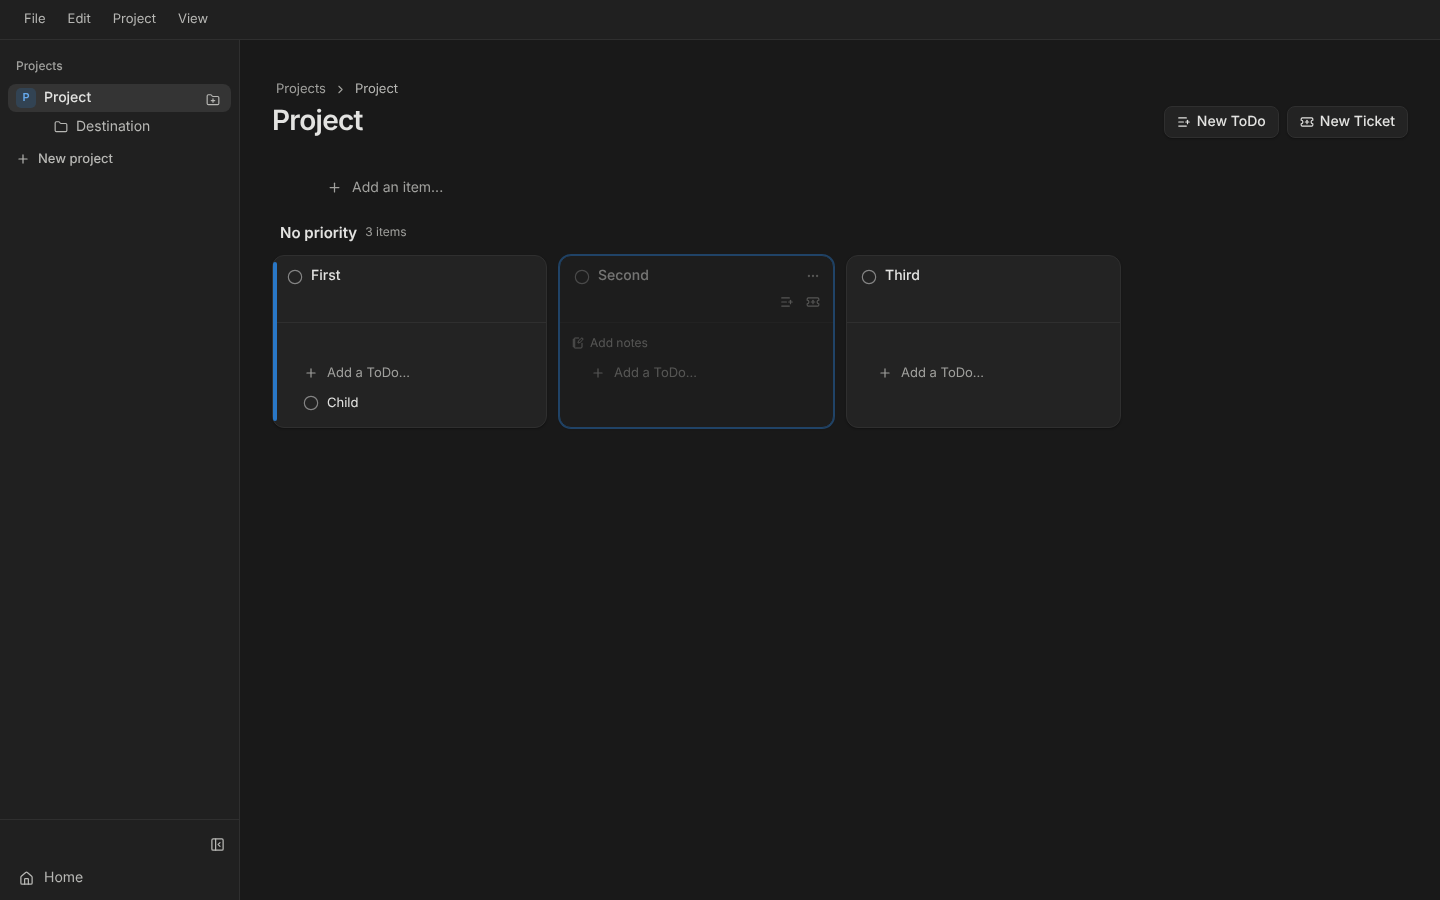 File Edit Project View
Projects
P Project
Destination
New project
Home
Projects > Project
Project
New ToDo
New Ticket
Add an item...
No priority 3 items
First
Add a ToDo...
Child
Second
Add notes
Add a ToDo...
Third
Add a ToDo...